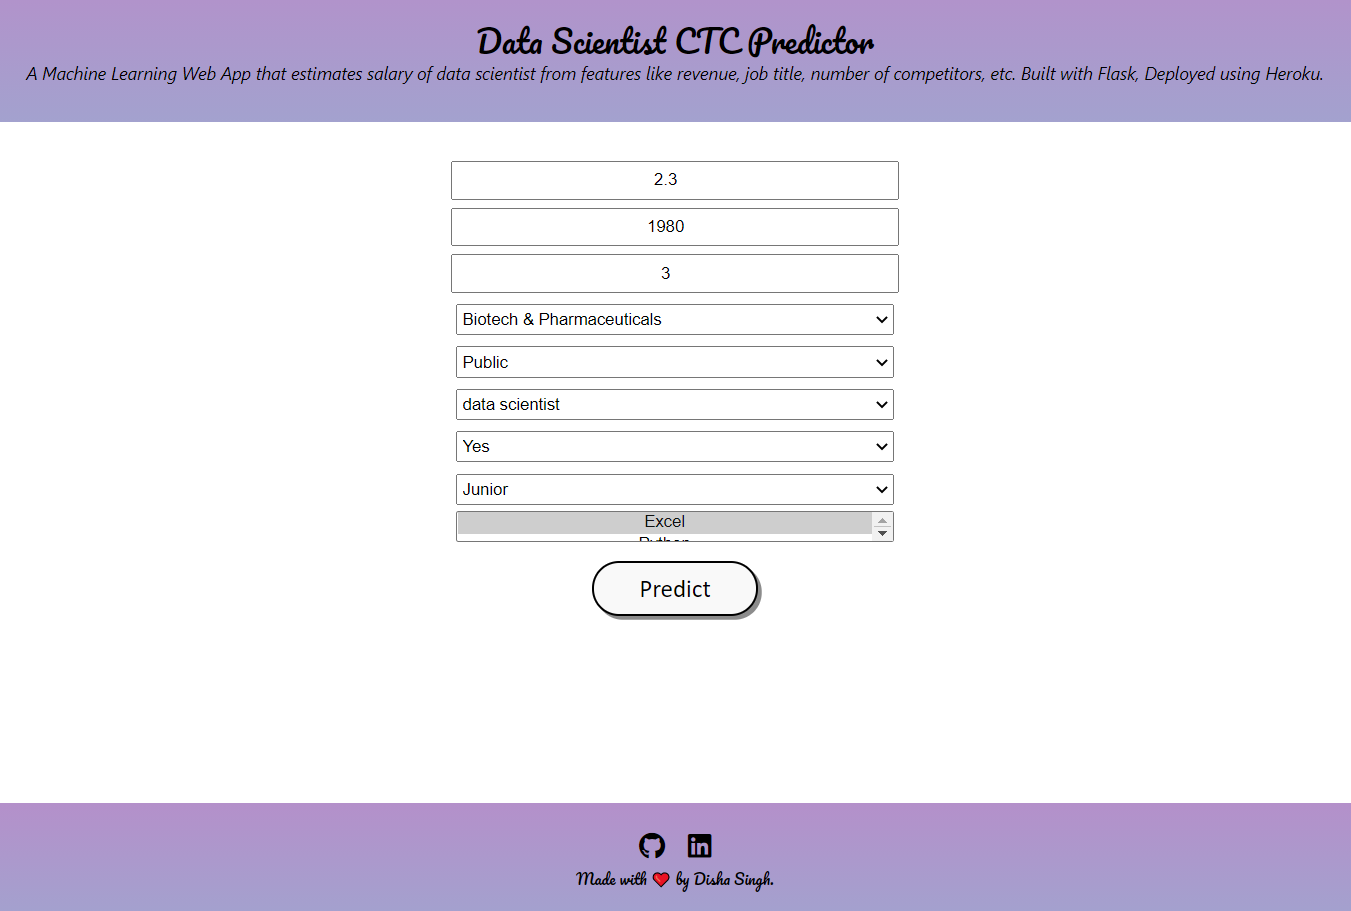 Data Scientist CTC Predictor
A Machine Learning Web App that estimates salary of data scientist from features like revenue, job title, number of competitors, etc. Built with Flask, Deployed using Heroku.
2.3
1980
3
Biotech & Pharmaceuticals
Public
data scientist
Yes
Junior
Excel
Python
Predict
in
Made with ❤ by Disha Singh.